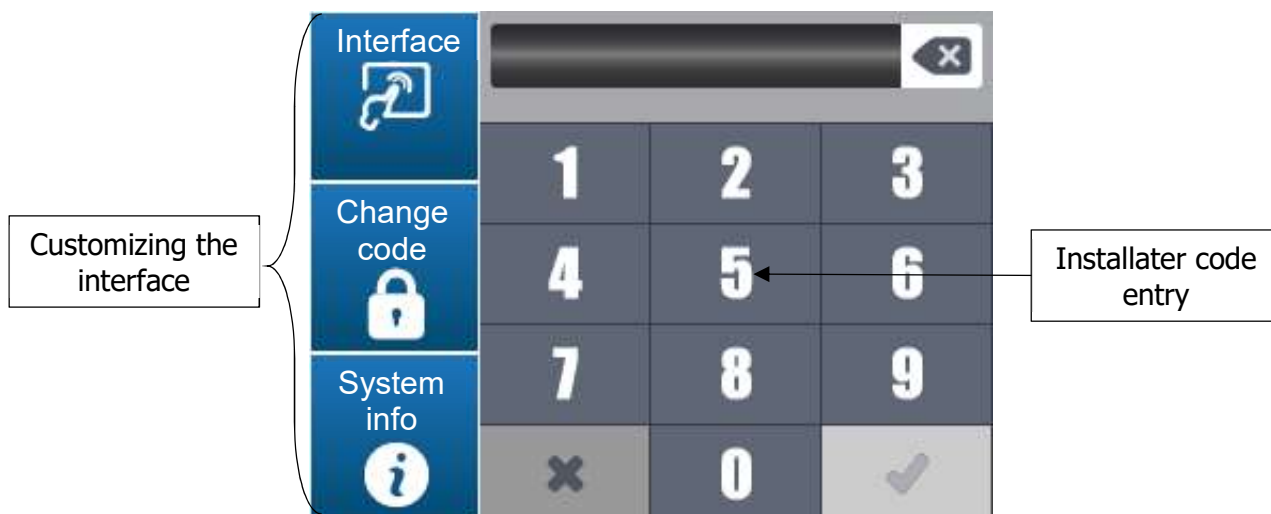 Customizing the
interface
Interface
Change
code
System
info
1 2 3
4 5 6
7 8 9
0
Installater code
entry